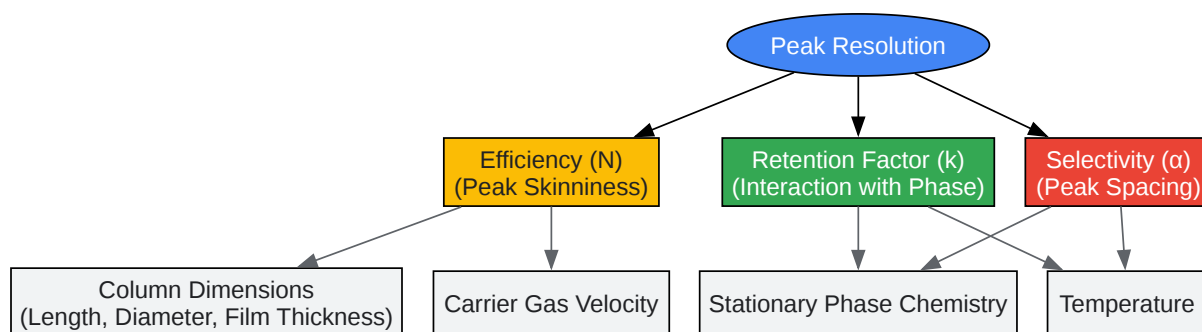 Peak Resolution
Efficiency (N)
(Peak Skinniness)
Retention Factor (k)
(Interaction with Phase)
Selectivity (α)
(Peak Spacing)
Column Dimensions
(Length, Diameter, Film Thickness)
Carrier Gas Velocity
Stationary Phase Chemistry
Temperature